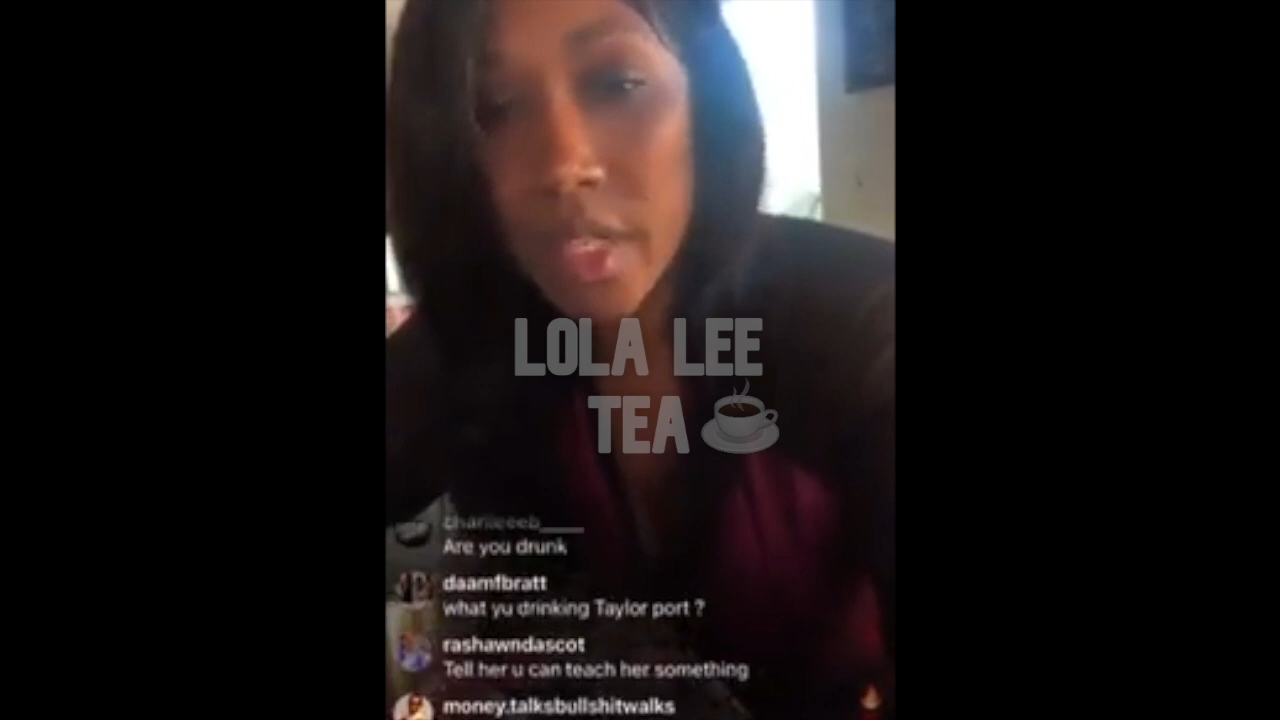 LOLA LEE
TEA
charlieeeb____
Are you drunk
daamfbratt
what yu drinking Taylor port ?
rashawndascot
Tell her u can teach her something
money.talksbullshitwalks